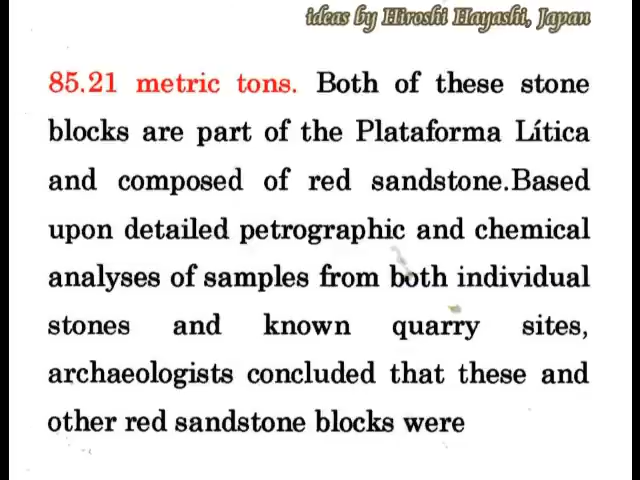 ideas by Hiroshi Hayashi, Japan
85.21 metric tons. Both of these stone
blocks are part of the Plataforma Lítica
and composed of red sandstone.Based
upon detailed petrographic and chemical
analyses of samples from both individual
stones and known quarry sites,
archaeologists concluded that these and
other red sandstone blocks were